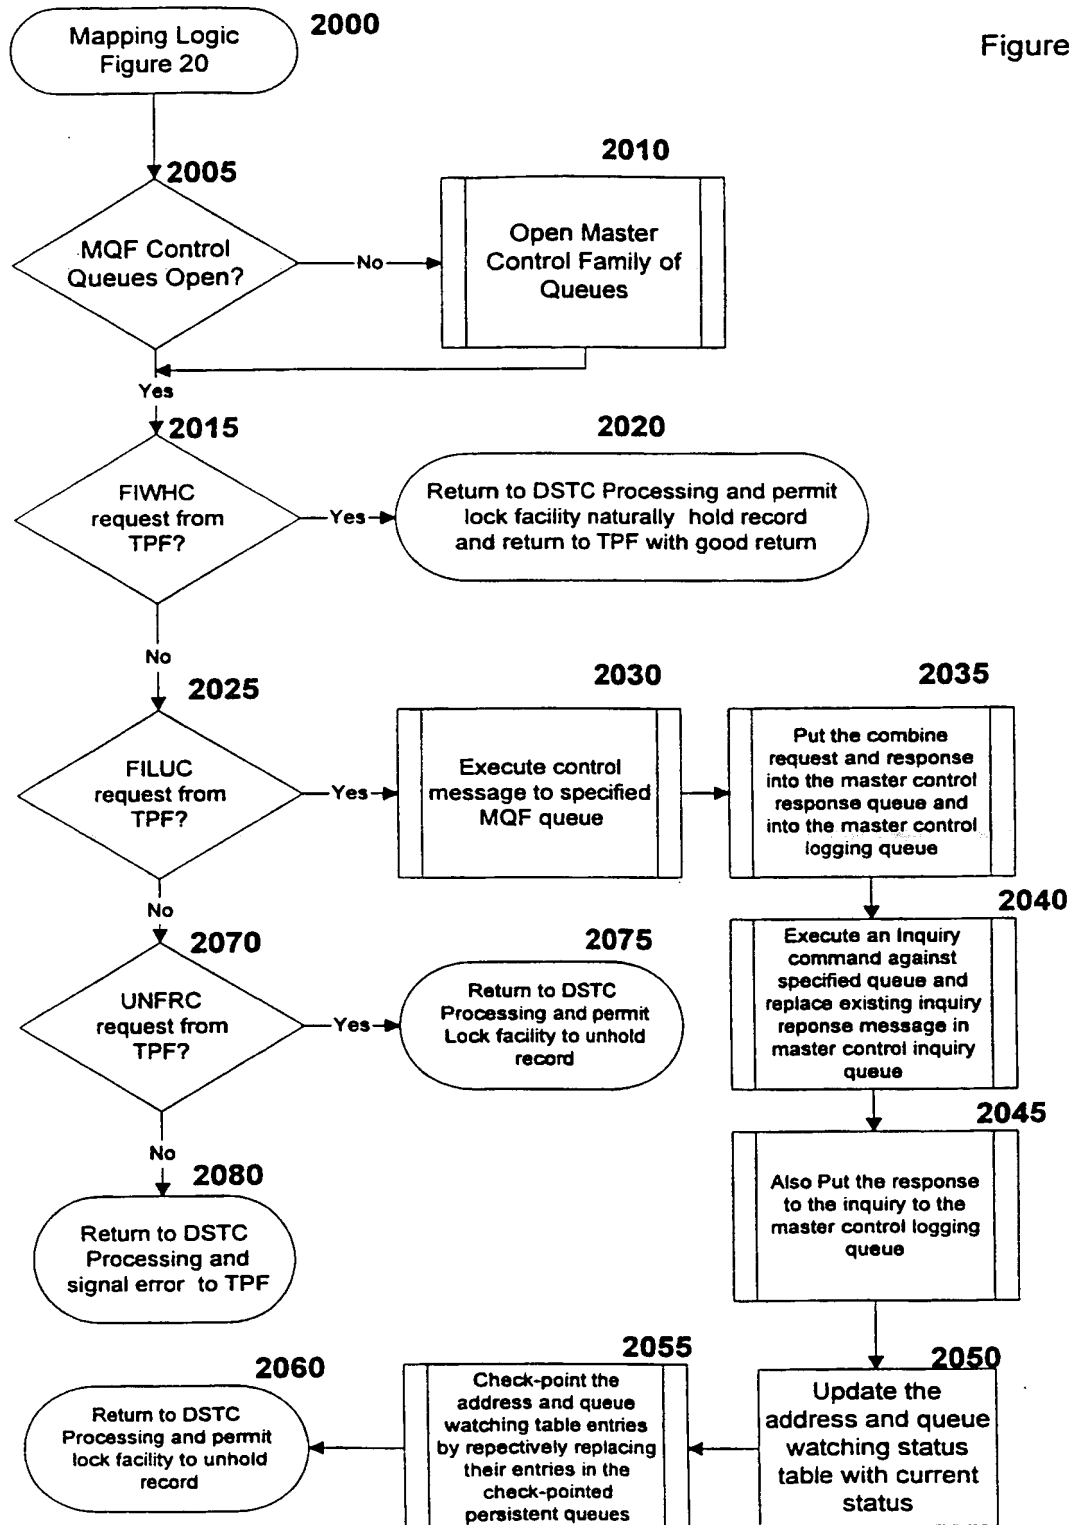 Mapping Logic
Figure 20
2000
Figure
2005
MQF Control
Queues Open?
No
2010
Open Master
Control Family of
Queues
Yes
2015
FIWHC
request from
TPF?
Yes
2020
Return to DSTC Processing and permit
lock facility naturally hold record
and return to TPF with good return
No
2025
FILUC
request from
TPF?
Yes
2030
Execute control
message to specified
MQF queue
2035
Put the combine
request and response
into the master control
response queue and
into the master control
logging queue
2040
Execute an Inquiry
command against
specified queue and
replace existing inquiry
reponse message in
master control inquiry
queue
2045
Also Put the response
to the inquiry to the
master control logging
queue
No
2070
UNFRC
request from
TPF?
Yes
2075
Return to DSTC
Processing and permit
Lock facility to unhold
record
No
2080
Return to DSTC
Processing and
signal error to TPF
2050
Update the
address and queue
watching status
table with current
status
2055
Check-point the
address and queue
watching table entries
by repectively replacing
their entries in the
check-pointed
persistent queues
2060
Return to DSTC
Processing and permit
lock facility to unhold
record